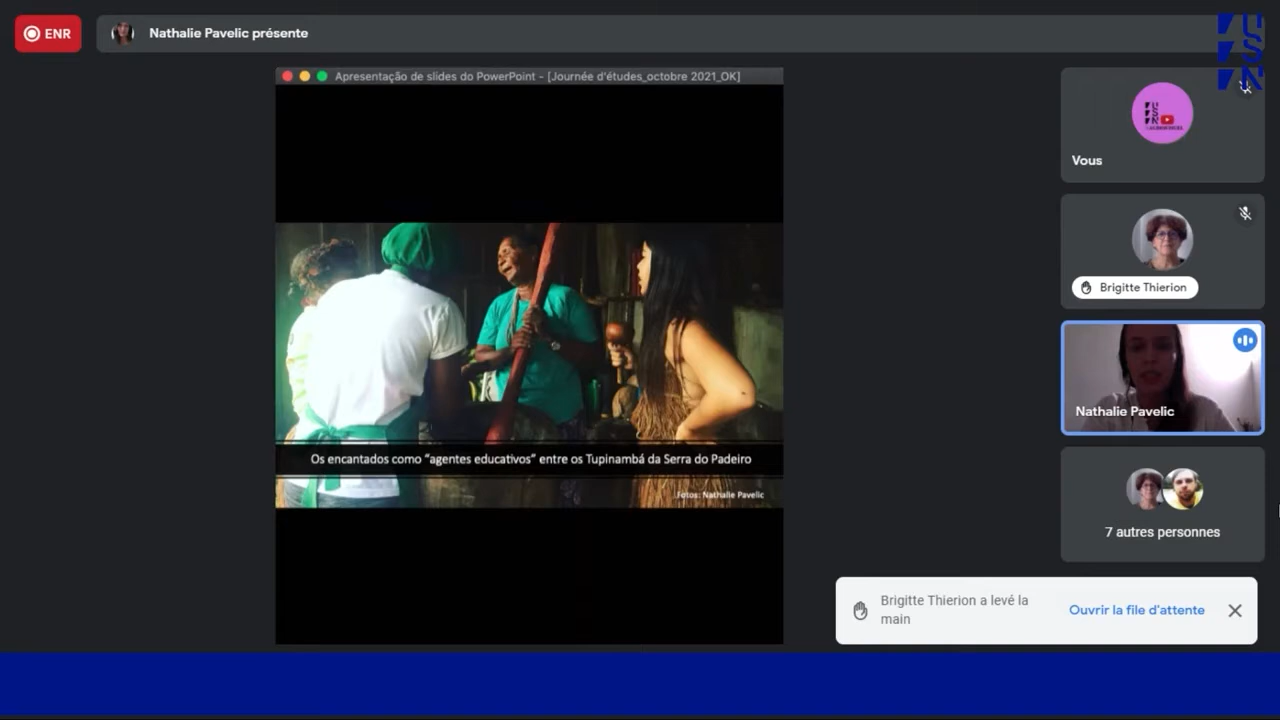 ENR
Nathalie Pavelic présente
Apresentação de slides do PowerPoint - [Journée d'études_octobre 2021_OK]
USN
Vous
Brigitte Thierion
Nathalie Pavelic
Os encantados como “agentes educativos” entre os Tupinambá da Serra do Padeiro
Fotos: Nathalie Pavelic
7 autres personnes
Brigitte Thierion a levé la
main
Ouvrir la file d'attente